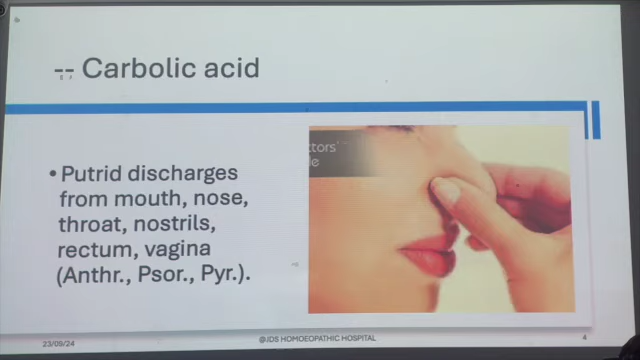 -- Carbolic acid
• Putrid discharges
from mouth, nose,
throat, nostrils,
rectum, vagina
(Anthr., Psor., Pyr.).
ctors'
le
23/09/24
@JDS HOMOEOPATHIC HOSPITAL
4